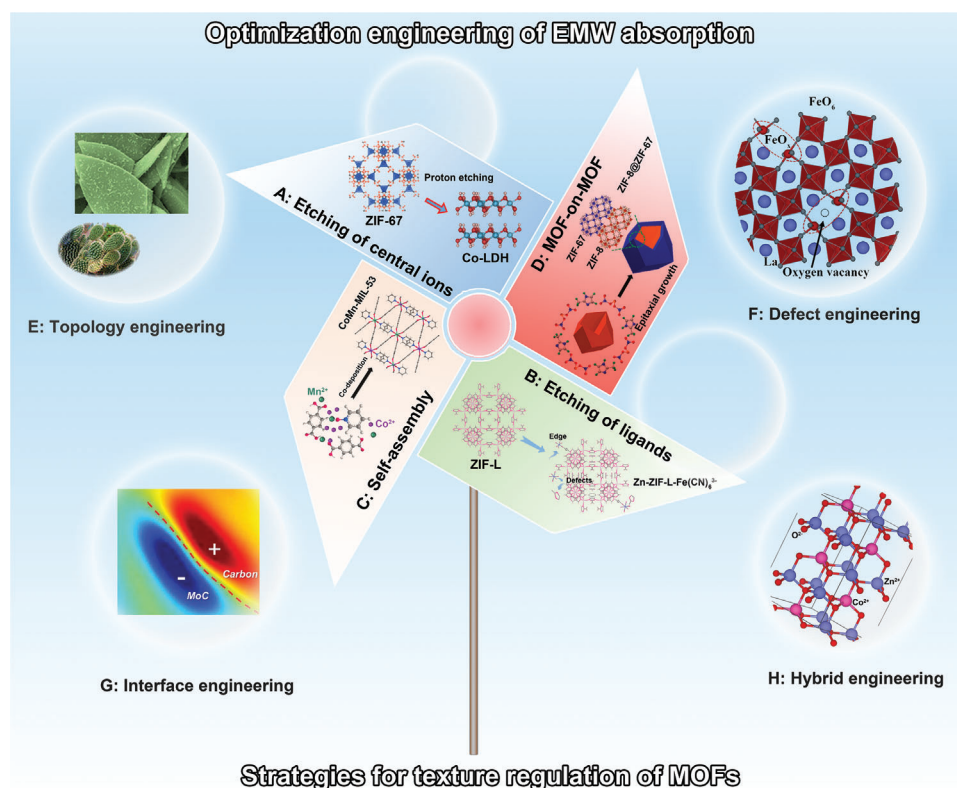 Optimization engineering of EMW absorption
E: Topology engineering
A: Etching of central ions
ZIF-67
Proton etching
Co-LDH
D: MOF-on-MOF
ZIF-67
ZIF-8
ZIF-8@ZIF-67
Epitaxial growth
FeO6
FeOx
La
Oxygen vacancy
F: Defect engineering
C: Self-assembly
CoMn-MIL-53
Co-deposition
Mn2+
Co2+
B: Etching of ligands
ZIF-L
Edge
Defects
Zn-ZIF-L-Fe(CN)6 3-
+
Carbon
-
MoC
G: Interface engineering
O2-
Zn2+
Co2+
H: Hybrid engineering
Strategies for texture regulation of MOFs